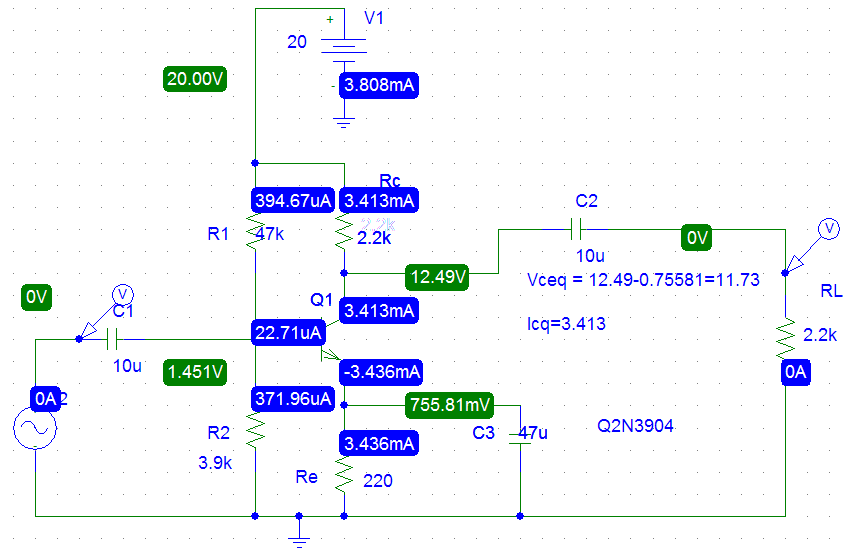 +
V1
20
20.00V
-
3.808mA
Rc
394.67uA
3.413mA
R1
47k
2.2k
2.2k
C2
10u
0V
V
12.49V
Vceq = 12.49-0.75581=11.73
RL
0V
V
C1
Q1
3.413mA
Icq=3.413
22.71uA
2.2k
10u
1.451V
-3.436mA
0A
0A
2
371.96uA
755.81mV
R2
3.436mA
C3
47u
Q2N3904
3.9k
Re
220
-